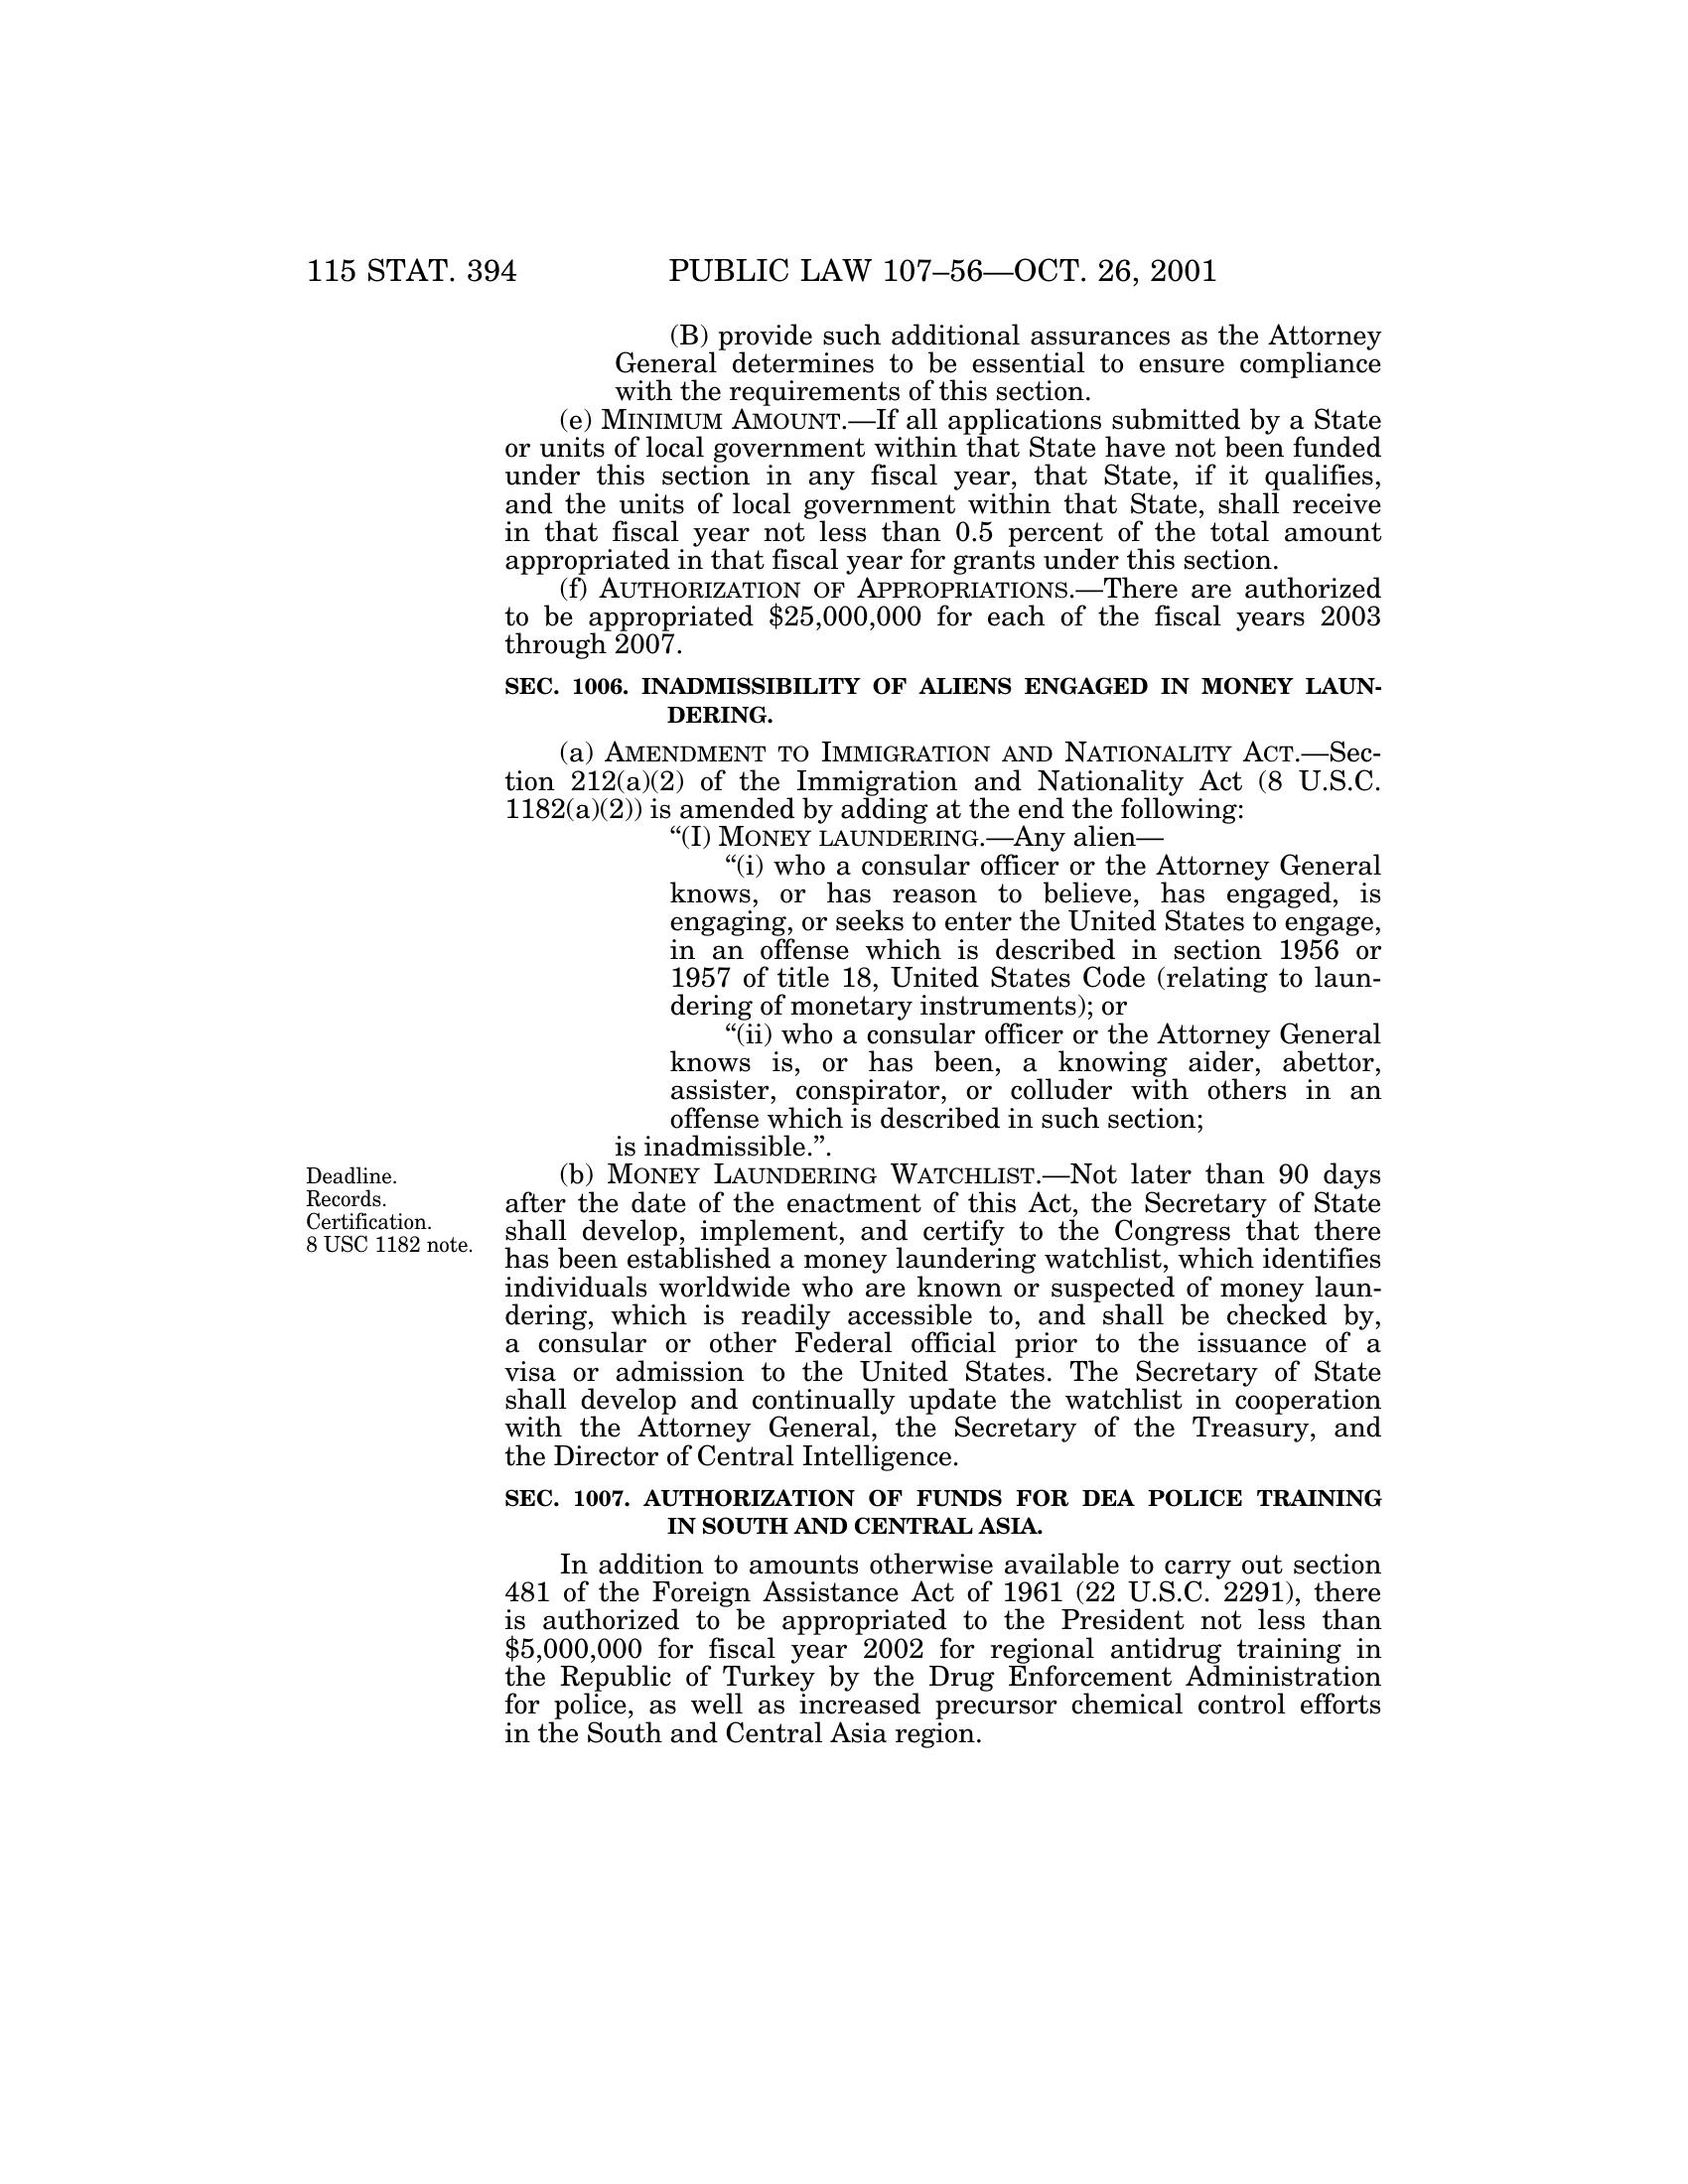 115 STAT. 394
PUBLIC LAW 107–56—OCT. 26, 2001
(B) provide such additional assurances as the Attorney
General determines to be essential to ensure compliance
with the requirements of this section.
(e) MINIMUM AMOUNT.—If all applications submitted by a State
or units of local government within that State have not been funded
under this section in any fiscal year, that State, if it qualifies,
and the units of local government within that State, shall receive
in that fiscal year not less than 0.5 percent of the total amount
appropriated in that fiscal year for grants under this section.
(f) AUTHORIZATION OF APPROPRIATIONS.—There are authorized
to be appropriated $25,000,000 for each of the fiscal years 2003
through 2007.
SEC. 1006. INADMISSIBILITY OF ALIENS ENGAGED IN MONEY LAUN-
DERING.
(a) AMENDMENT TO IMMIGRATION AND NATIONALITY ACT.—Sec-
tion 212(a)(2) of the Immigration and Nationality Act (8 U.S.C.
1182(a)(2)) is amended by adding at the end the following:
“(I) MONEY LAUNDERING.—Any alien—
“(i) who a consular officer or the Attorney General
knows, or has reason to believe, has engaged, is
engaging, or seeks to enter the United States to engage,
in an offense which is described in section 1956 or
1957 of title 18, United States Code (relating to laun-
dering of monetary instruments); or
“(ii) who a consular officer or the Attorney General
knows is, or has been, a knowing aider, abettor,
assister, conspirator, or colluder with others in an
offense which is described in such section;
is inadmissible.”.
Deadline.
Records.
Certification.
8 USC 1182 note.
(b) MONEY LAUNDERING WATCHLIST.—Not later than 90 days
after the date of the enactment of this Act, the Secretary of State
shall develop, implement, and certify to the Congress that there
has been established a money laundering watchlist, which identifies
individuals worldwide who are known or suspected of money laun-
dering, which is readily accessible to, and shall be checked by,
a consular or other Federal official prior to the issuance of a
visa or admission to the United States. The Secretary of State
shall develop and continually update the watchlist in cooperation
with the Attorney General, the Secretary of the Treasury, and
the Director of Central Intelligence.
SEC. 1007. AUTHORIZATION OF FUNDS FOR DEA POLICE TRAINING
IN SOUTH AND CENTRAL ASIA.
In addition to amounts otherwise available to carry out section
481 of the Foreign Assistance Act of 1961 (22 U.S.C. 2291), there
is authorized to be appropriated to the President not less than
$5,000,000 for fiscal year 2002 for regional antidrug training in
the Republic of Turkey by the Drug Enforcement Administration
for police, as well as increased precursor chemical control efforts
in the South and Central Asia region.